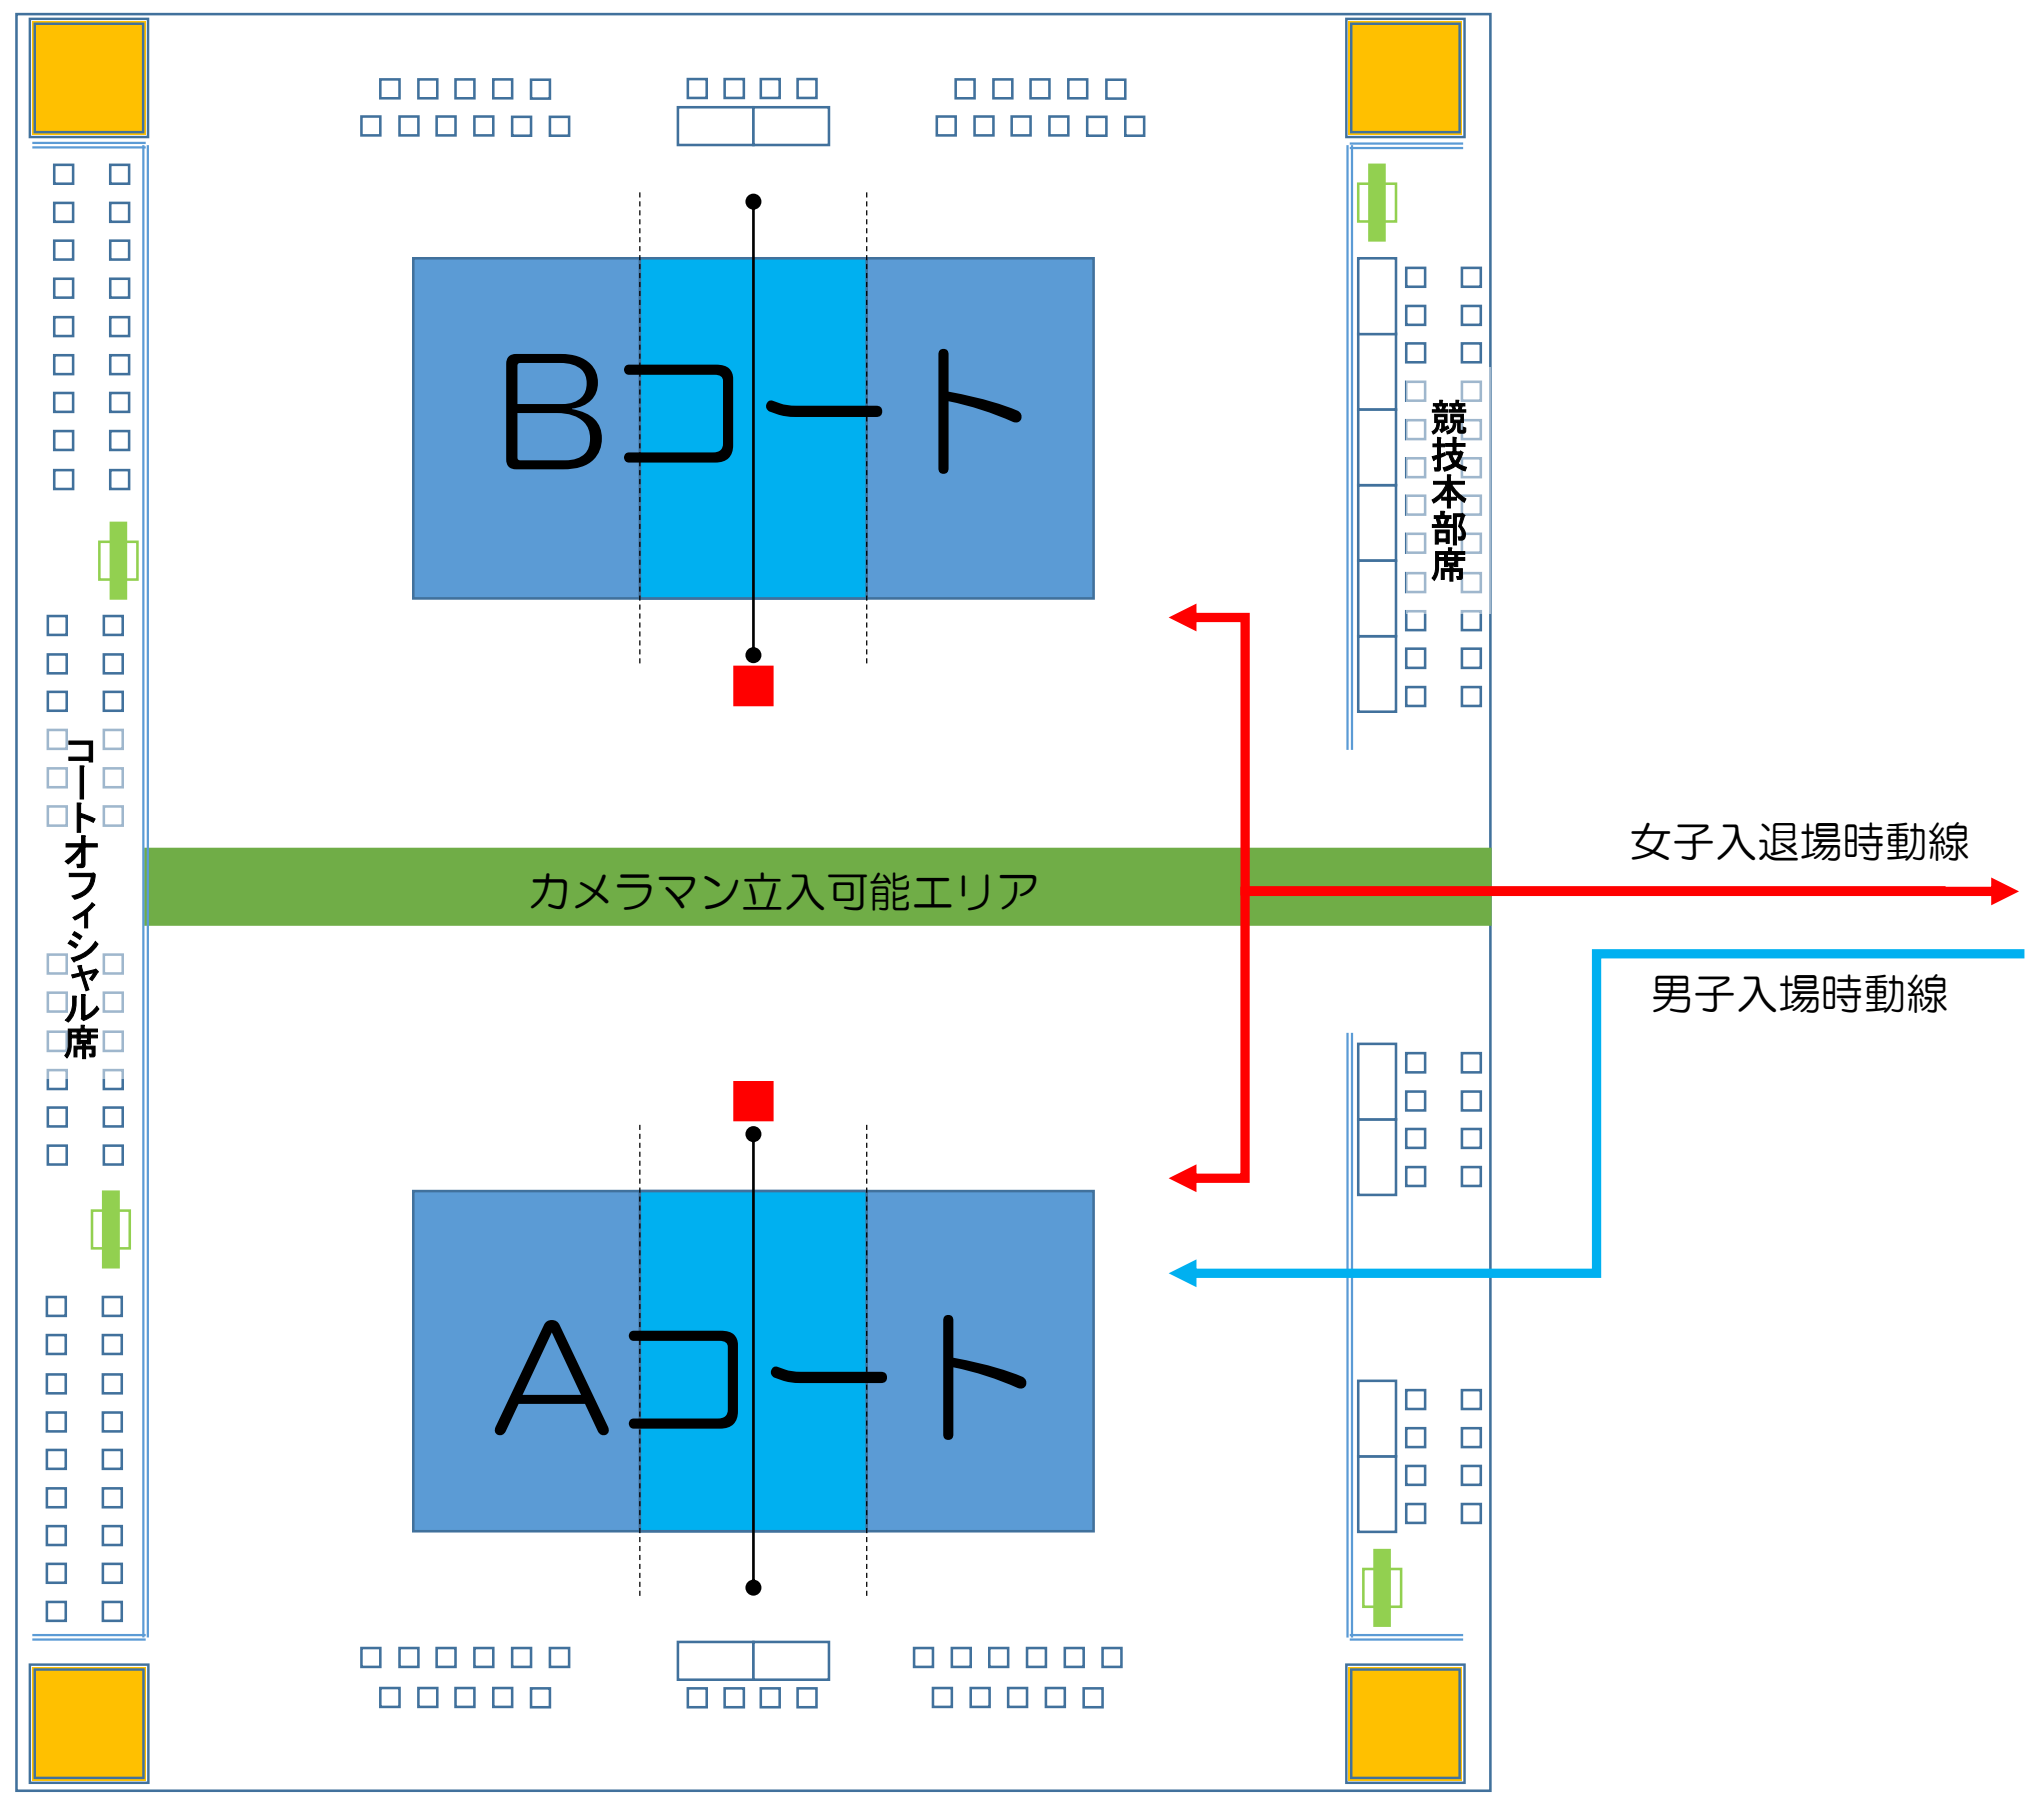 Bコート
競技本部席
コートオフィシャル席
カメラマン立入可能エリア
女子入退場時動線
男子入場時動線
Aコート